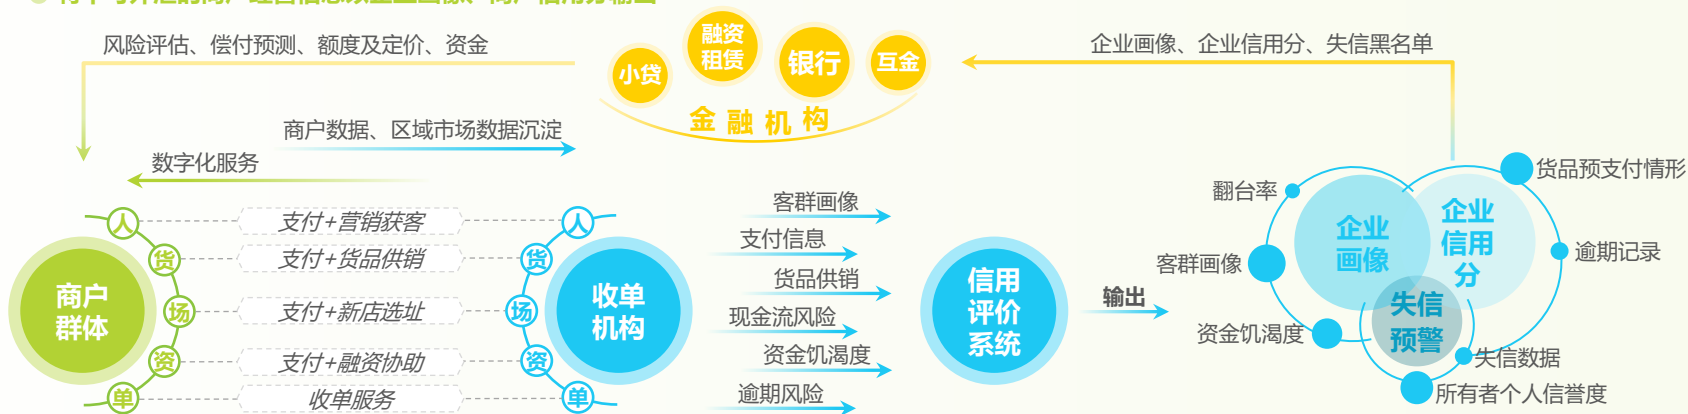 风险评估、偿付预测、额度及定价、资金
小贷
融资
租赁
银行
互金
金融机构
企业画像、企业信用分、失信黑名单
商户数据、区域市场数据沉淀
数字化服务
商户
群体
人
货
场
资
单
支付+营销获客
支付+货品供销
支付+新店选址
支付+融资协助
收单服务
人
货
场
资
单
收单
机构
客群画像
支付信息
货品供销
现金流风险
资金饥渴度
逾期风险
信用
评价
系统
输出
翻台率
客群画像
资金饥渴度
企业
画像
企业
信用
分
失信
预警
货品预支付情形
逾期记录
失信数据
所有者个人信誉度